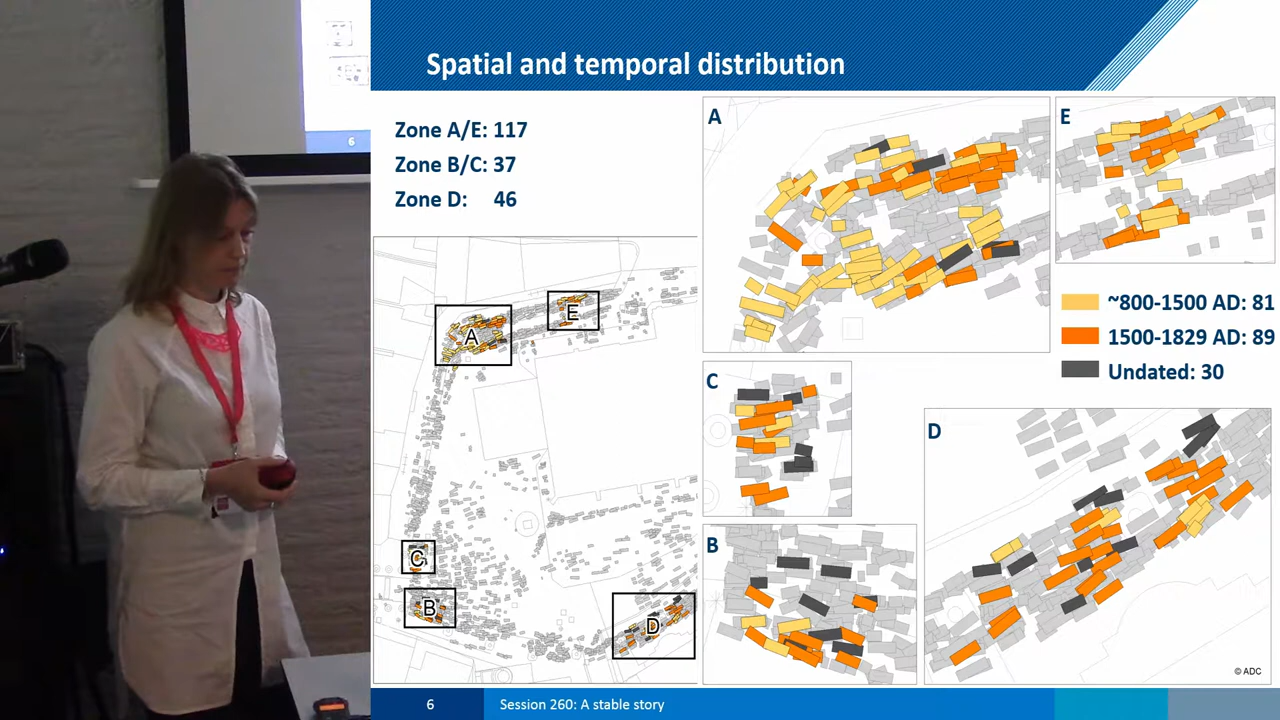 Spatial and temporal distribution
Zone A/E: 117
Zone B/C: 37
Zone D: 46
A
E
C
B
D
A
E
~800-1500 AD: 81
1500-1829 AD: 89
Undated: 30
C
D
B
© ADC
6
Session 260: A stable story
6